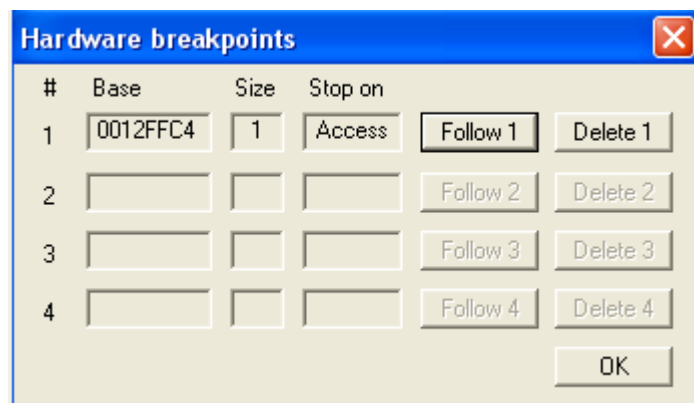 Hardware breakpoints
# Base Size Stop on
1 0012FFC4 1 Access Follow 1 Delete 1
2 Follow 2 Delete 2
3 Follow 3 Delete 3
4 Follow 4 Delete 4
OK